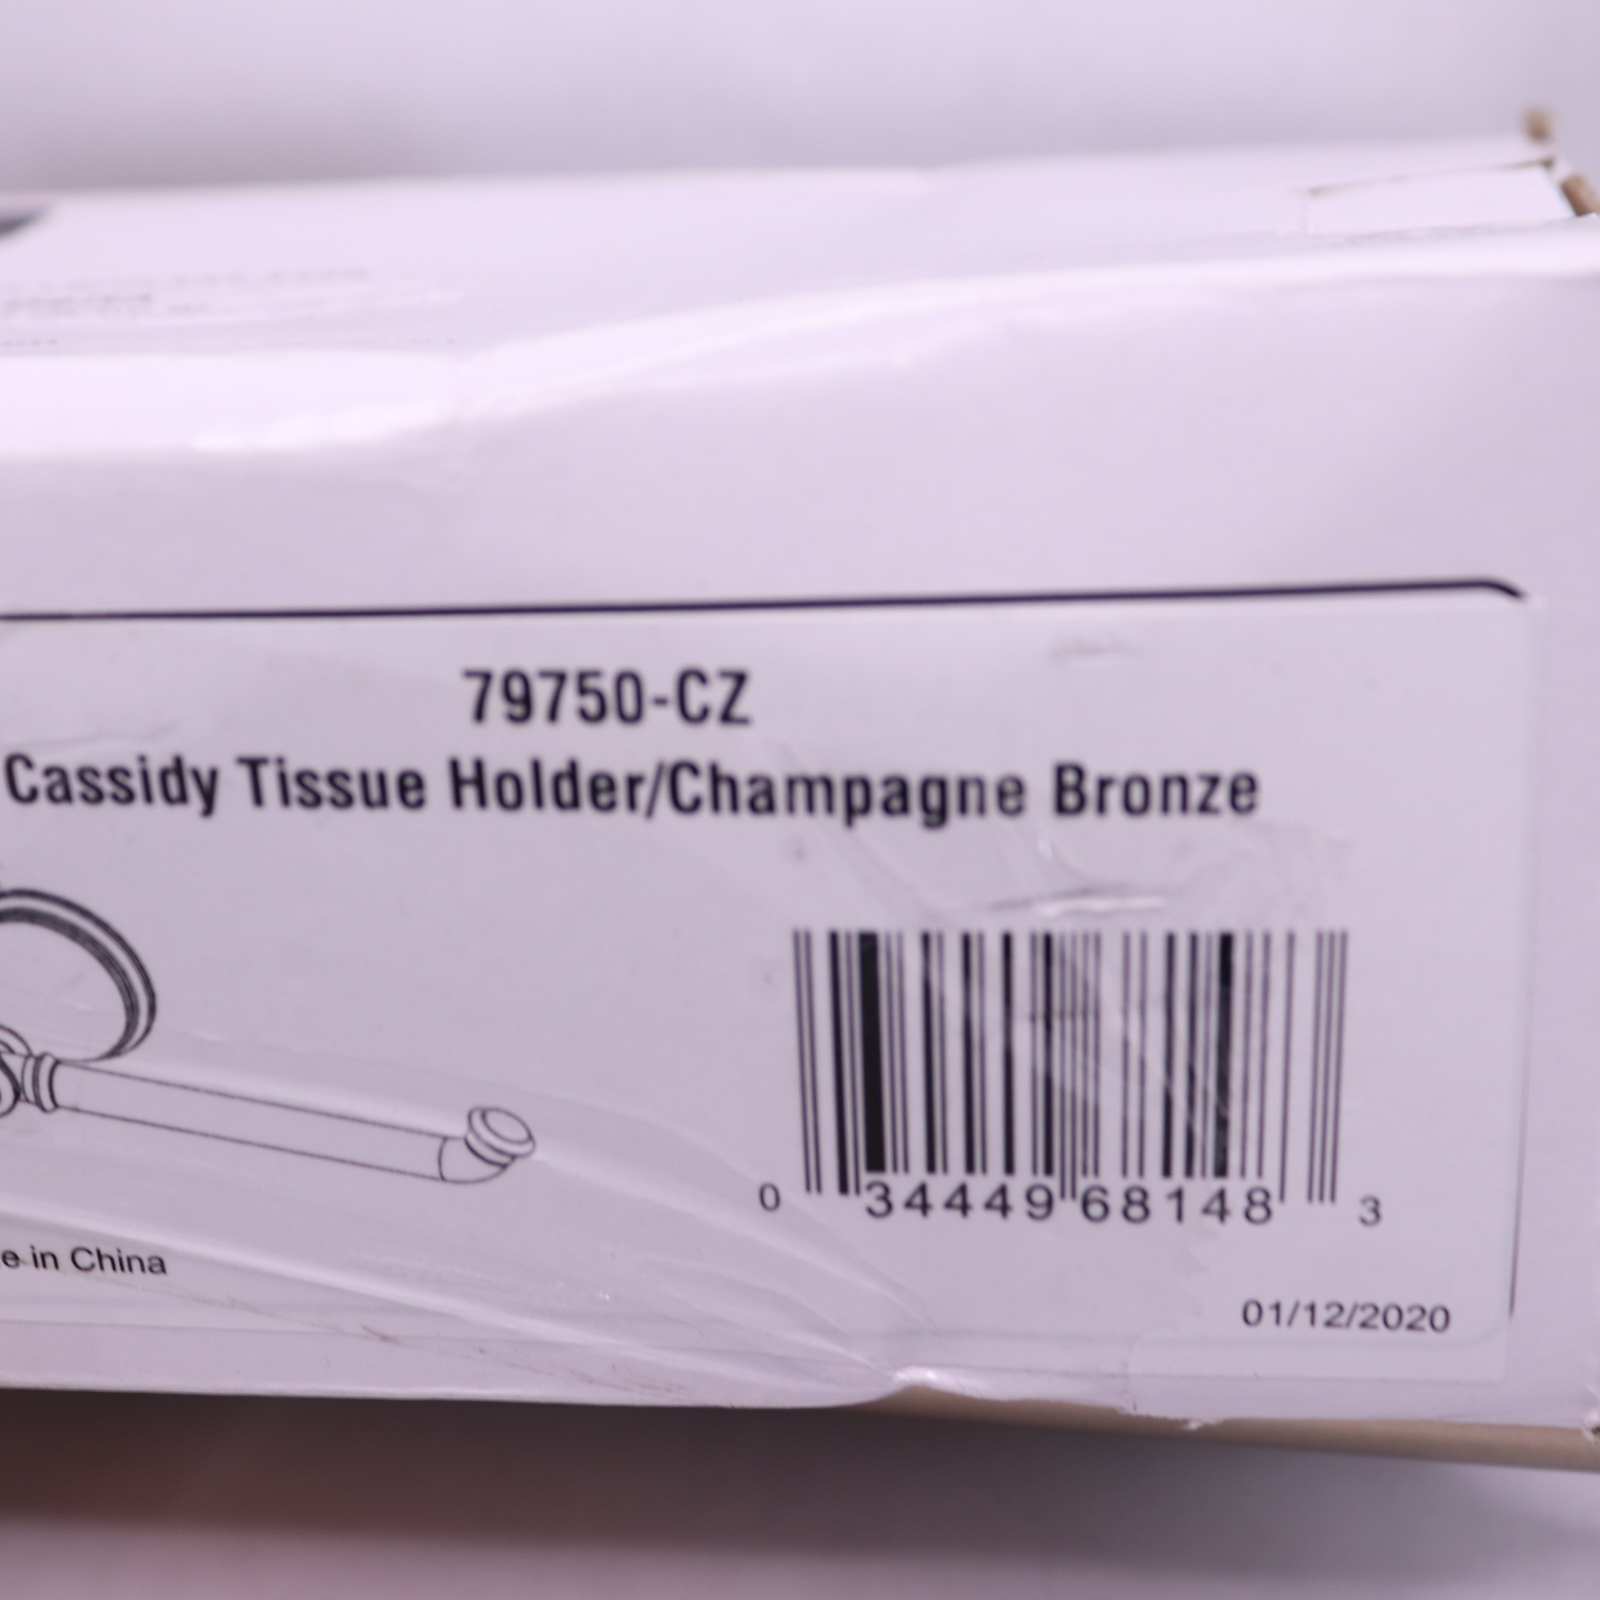 79750-CZ
Cassidy Tissue Holder/Champagne Bronze
0 34449 68148 3
e in China
01/12/2020